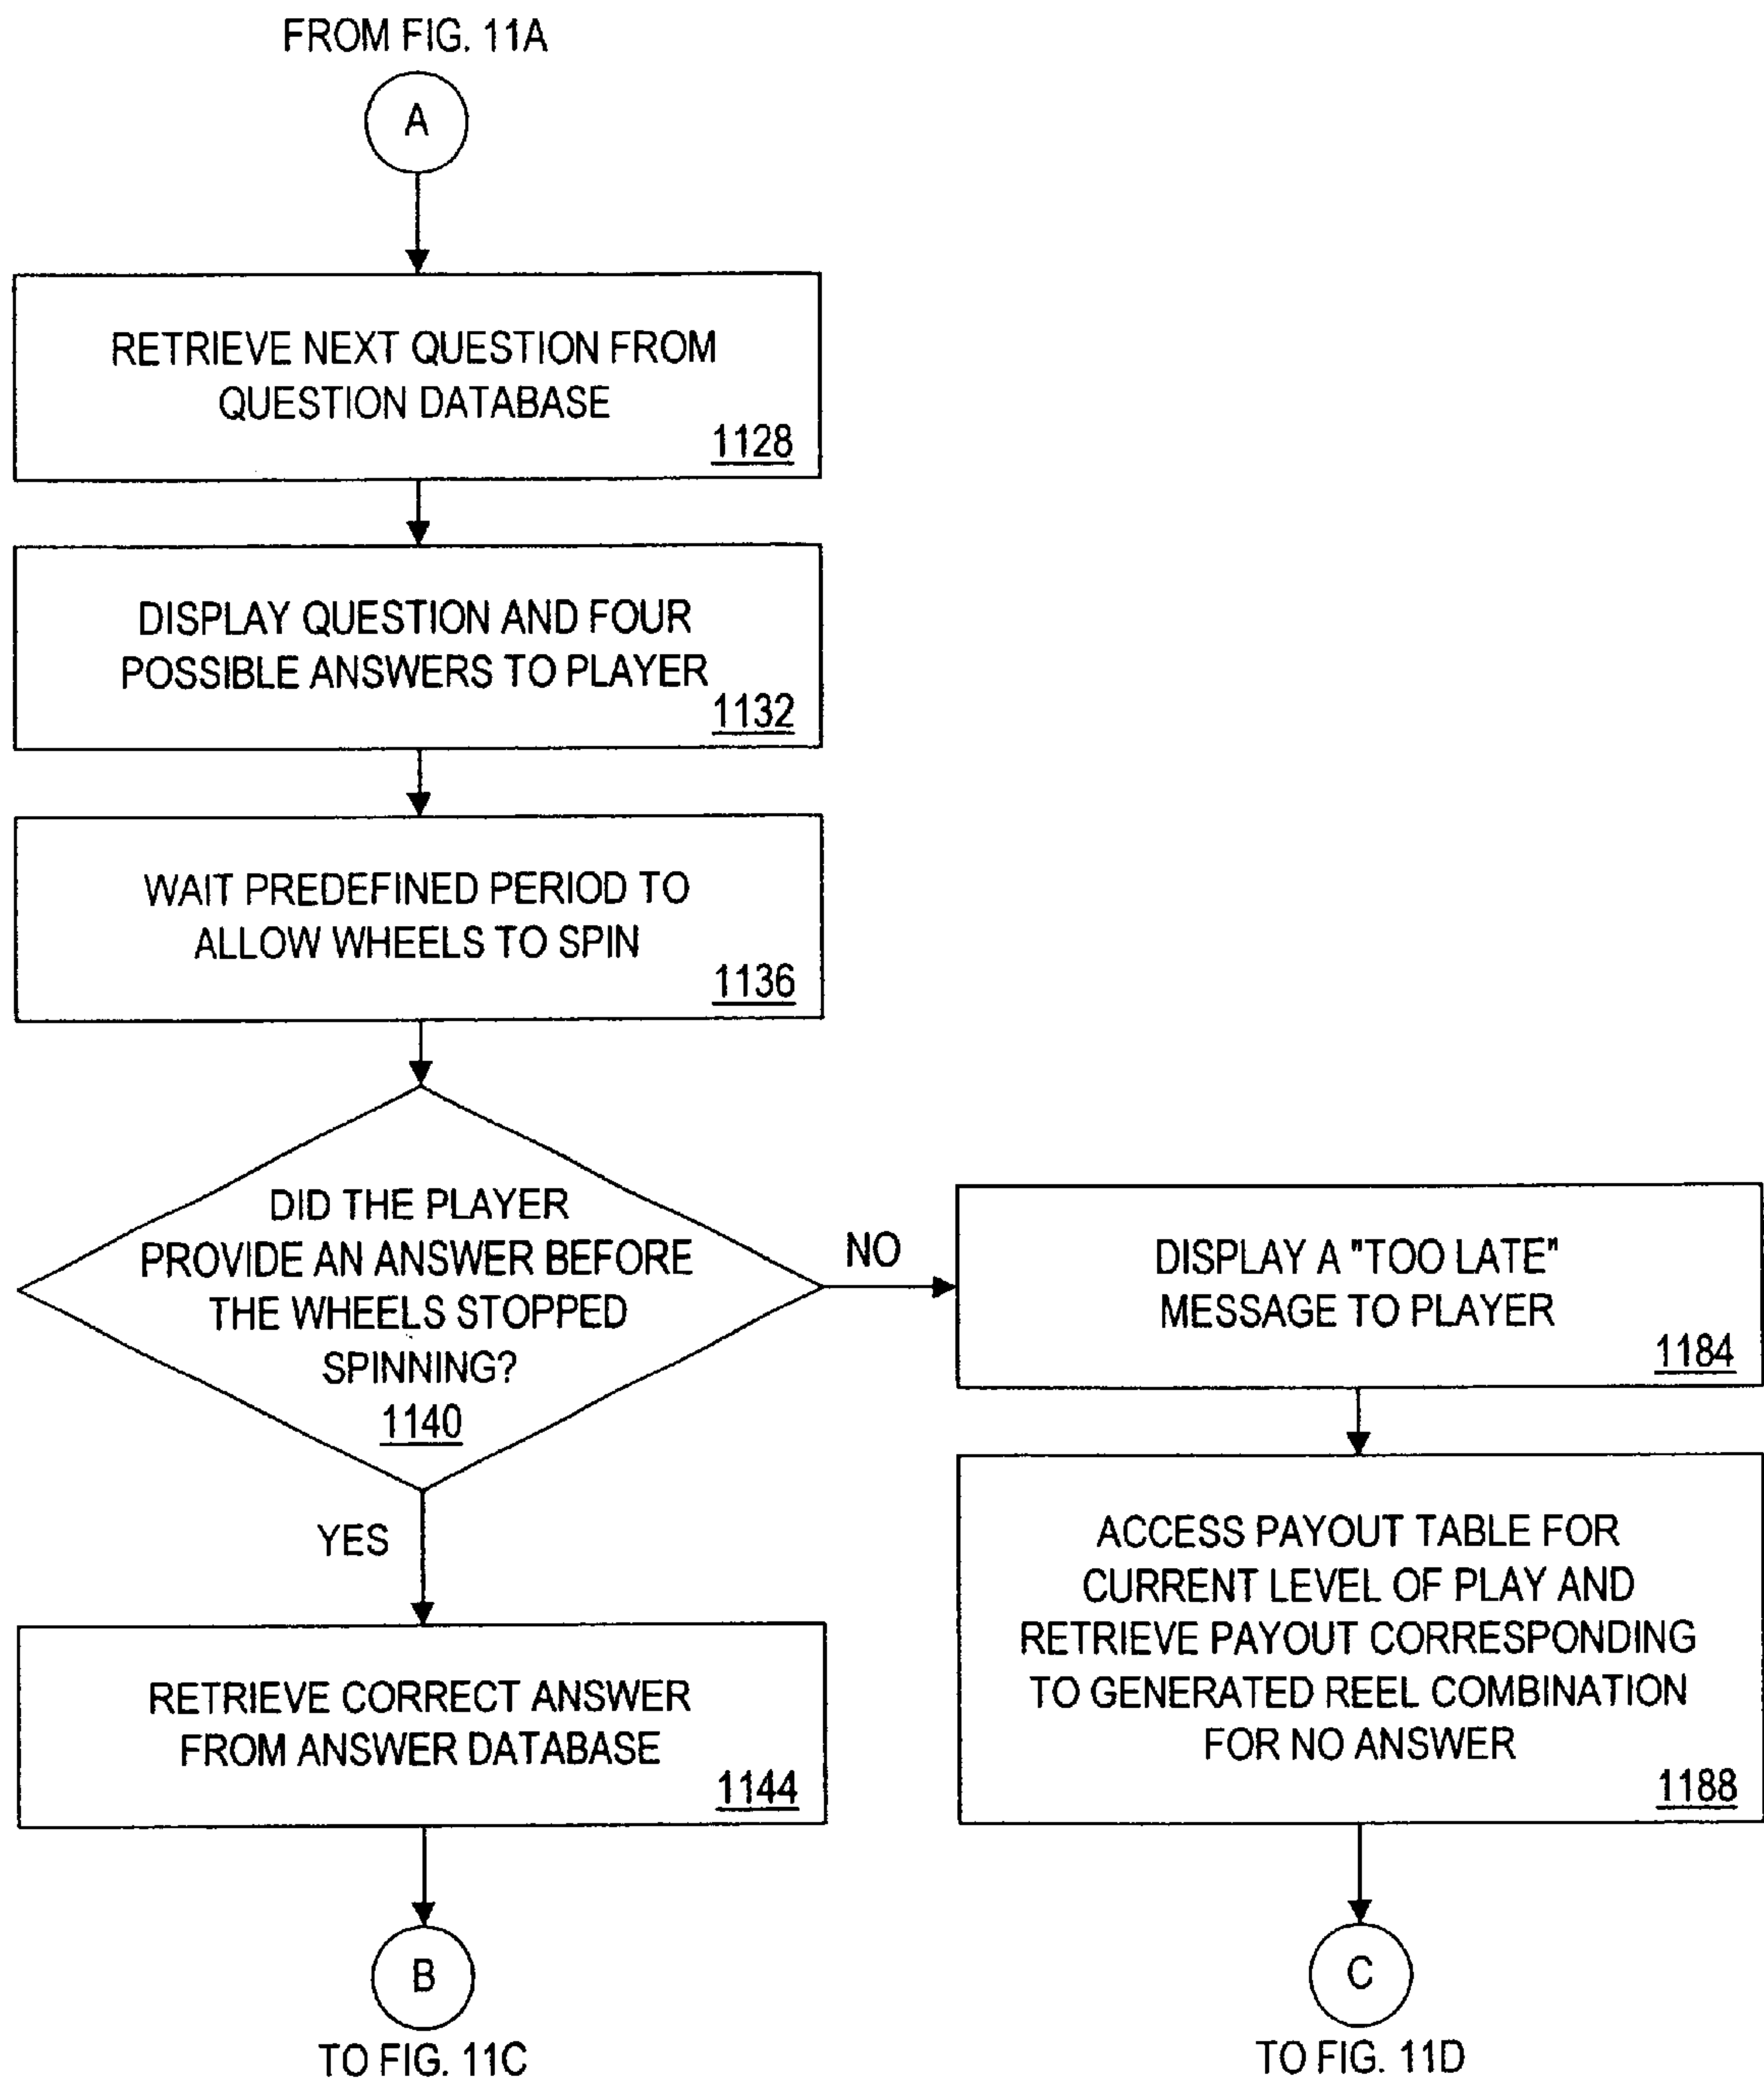 FROM FIG. 11A
A
RETRIEVE NEXT QUESTION FROM
QUESTION DATABASE
1128
DISPLAY QUESTION AND FOUR
POSSIBLE ANSWERS TO PLAYER
1132
WAIT PREDEFINED PERIOD TO
ALLOW WHEELS TO SPIN
1136
DID THE PLAYER
PROVIDE AN ANSWER BEFORE
THE WHEELS STOPPED
SPINNING?
1140
NO
DISPLAY A "TOO LATE"
MESSAGE TO PLAYER
1184
YES
ACCESS PAYOUT TABLE FOR
CURRENT LEVEL OF PLAY AND
RETRIEVE PAYOUT CORRESPONDING
TO GENERATED REEL COMBINATION
FOR NO ANSWER
1188
RETRIEVE CORRECT ANSWER
FROM ANSWER DATABASE
1144
B
TO FIG. 11C
C
TO FIG. 11D